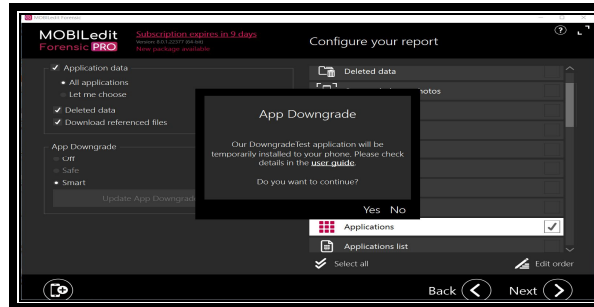 MOBILedit Forensic
MOBILedit
Forensic PRO
Subscription expires in 9 days
New package available
Configure your report
Application data
All applications
Let me choose
Deleted data
Download referenced files
App Downgrade
Off
Safe
Smart
Update App Downgrade
Deleted data
otos
App Downgrade
Our DowngradeTest application will be
temporarily installed to your phone. Please check
details in the user guide.
Do you want to continue?
Yes No
Applications
Applications list
Select all
Edit order
Back
Next